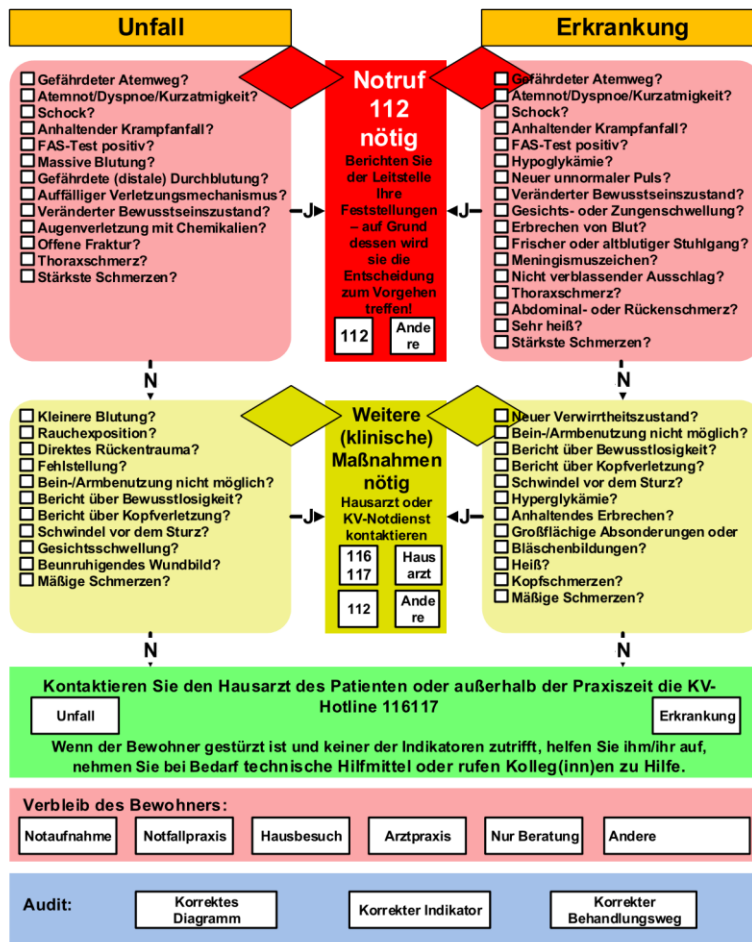 Unfall
Erkrankung
Gefährdeter Atemweg?
Atemnot/Dyspnoe/Kurzatmigkeit?
Schock?
Anhaltender Krampfanfall?
FAS-Test positiv?
Massive Blutung?
Gefährdete (distale) Durchblutung?
Auffälliger Verletzungsmechanismus?
Veränderter Bewusstseinszustand?
Augenverletzung mit Chemikalien?
Offene Fraktur?
Thoraxschmerz?
Stärkste Schmerzen?
J
Notruf
112
nötig
Berichten Sie
der Leitstelle
Ihre
Feststellungen
– auf Grund
dessen wird
sie die
Entscheidung
zum Vorgehen
treffen!
112
Ande
re
J
Gefährdeter Atemweg?
Atemnot/Dyspnoe/Kurzatmigkeit?
Schock?
Anhaltender Krampfanfall?
FAS-Test positiv?
Hypoglykämie?
Neuer unnormaler Puls?
Veränderter Bewusstseinszustand?
Gesichts- oder Zungenschwellung?
Erbrechen von Blut?
Frischer oder altblutiger Stuhlgang?
Meningismuszeichen?
Nicht verblassender Ausschlag?
Thoraxschmerz?
Abdominal- oder Rückenschmerz?
Sehr heiß?
Stärkste Schmerzen?
N
N
Kleinere Blutung?
Rauchexposition?
Direktes Rückentrauma?
Fehlstellung?
Bein-/Armbenutzung nicht möglich?
Bericht über Bewusstlosigkeit?
Bericht über Kopfverletzung?
Schwindel vor dem Sturz?
Gesichtsschwellung?
Beunruhigendes Wundbild?
Mäßige Schmerzen?
J
Weitere
(klinische)
Maßnahmen
nötig
Hausarzt oder
KV-Notdienst
kontaktieren
116
117
Haus
arzt
112
Ande
re
J
Neuer Verwirrtheitszustand?
Bein-/Armbenutzung nicht möglich?
Bericht über Bewusstlosigkeit?
Bericht über Kopfverletzung?
Schwindel vor dem Sturz?
Hyperglykämie?
Anhaltendes Erbrechen?
Großflächige Absonderungen oder
Bläschenbildungen?
Heiß?
Kopfschmerzen?
Mäßige Schmerzen?
N
N
Kontaktieren Sie den Hausarzt des Patienten oder außerhalb der Praxiszeit die KV-
Hotline 116117
Unfall
Erkrankung
Wenn der Bewohner gestürzt ist und keiner der Indikatoren zutrifft, helfen Sie ihm/ihr auf,
nehmen Sie bei Bedarf technische Hilfmittel oder rufen Kolleg(inn)en zu Hilfe.
Verbleib des Bewohners:
Notaufnahme
Notfallpraxis
Hausbesuch
Arztpraxis
Nur Beratung
Andere
Audit:
Korrektes
Diagramm
Korrekter Indikator
Korrekter
Behandlungsweg